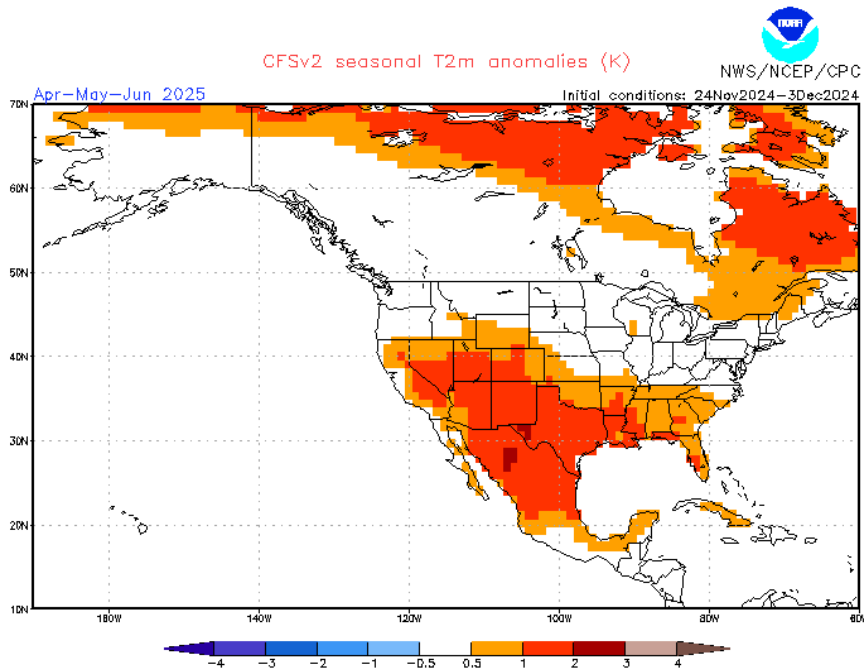 NOAA
CFSv2 seasonal T2m anomalies (K)
NWS/NCEP/CPC
Apr-May-Jun 2025
Initial conditions: 24Nov2024-3Dec2024
70N
60N
50N
40N
30N
20N
10N
160W
140W
120W
100W
80W
60W
-4 -3 -2 -1 -0.5 0.5 1 2 3 4